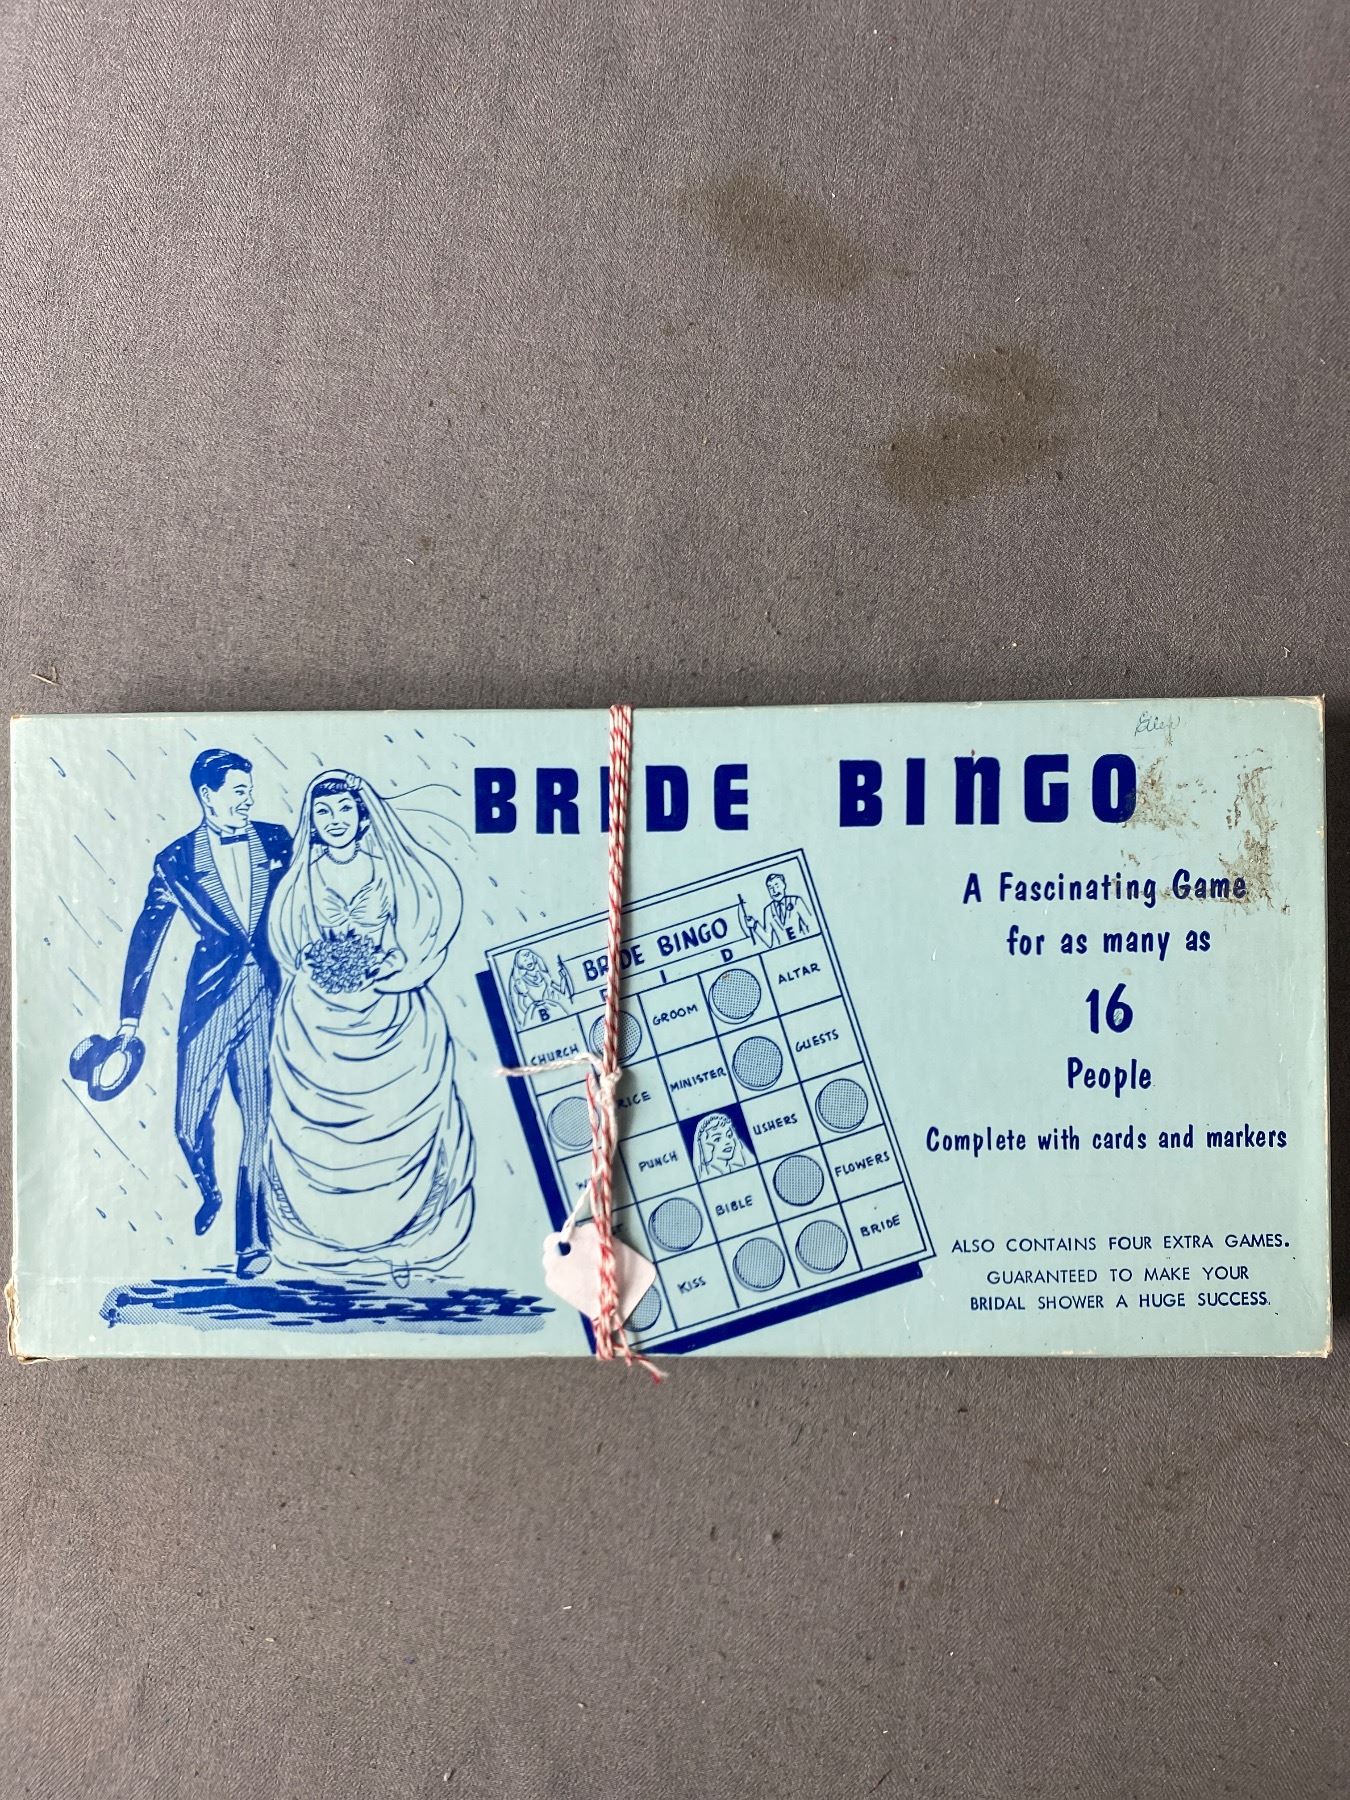 Ellen
BRIDE BINGO
A Fascinating Game
for as many as
16
People
Complete with cards and markers
ALSO CONTAINS FOUR EXTRA GAMES.
GUARANTEED TO MAKE YOUR
BRIDAL SHOWER A HUGE SUCCESS.
BRIDE BINGO
B I D E
CHURCH GROOM ALTAR
RICE MINISTER GUESTS
PUNCH USHERS
BIBLE FLOWERS
KISS BRIDE